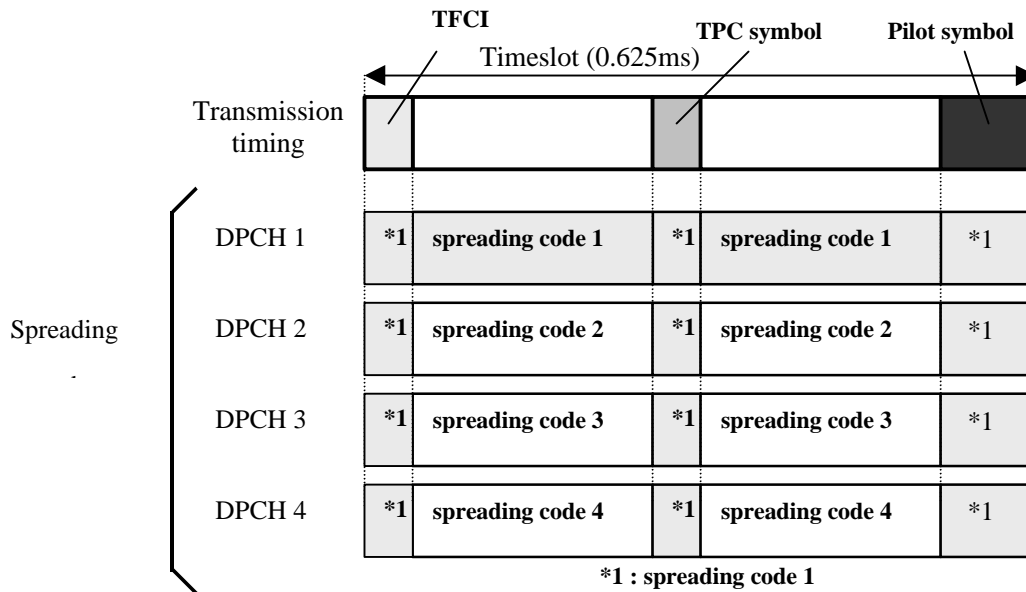 TFCI
TPC symbol
Pilot symbol
Timeslot (0.625ms)
Transmission
timing
DPCH 1
*1
spreading code 1
*1
spreading code 1
*1
DPCH 2
*1
spreading code 2
*1
spreading code 2
*1
Spreading
DPCH 3
*1
spreading code 3
*1
spreading code 3
*1
DPCH 4
*1
spreading code 4
*1
spreading code 4
*1
*1 : spreading code 1